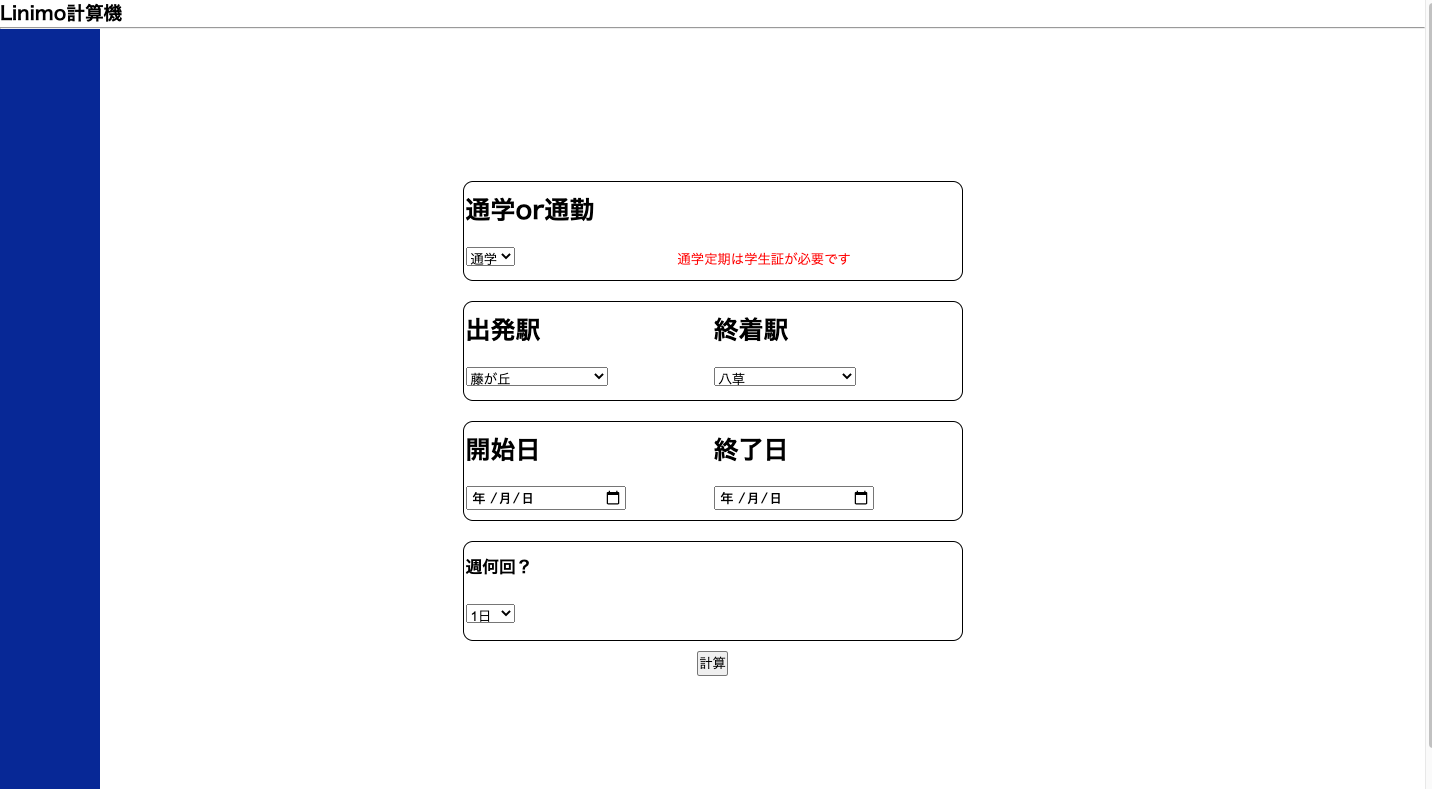 Linimo計算機
通学or通勤
通学 通学定期は学生証が必要です
出発駅 終着駅
藤が丘 八草
開始日 終了日
年 /月/日 年 /月/日
週何回？
1日
計算